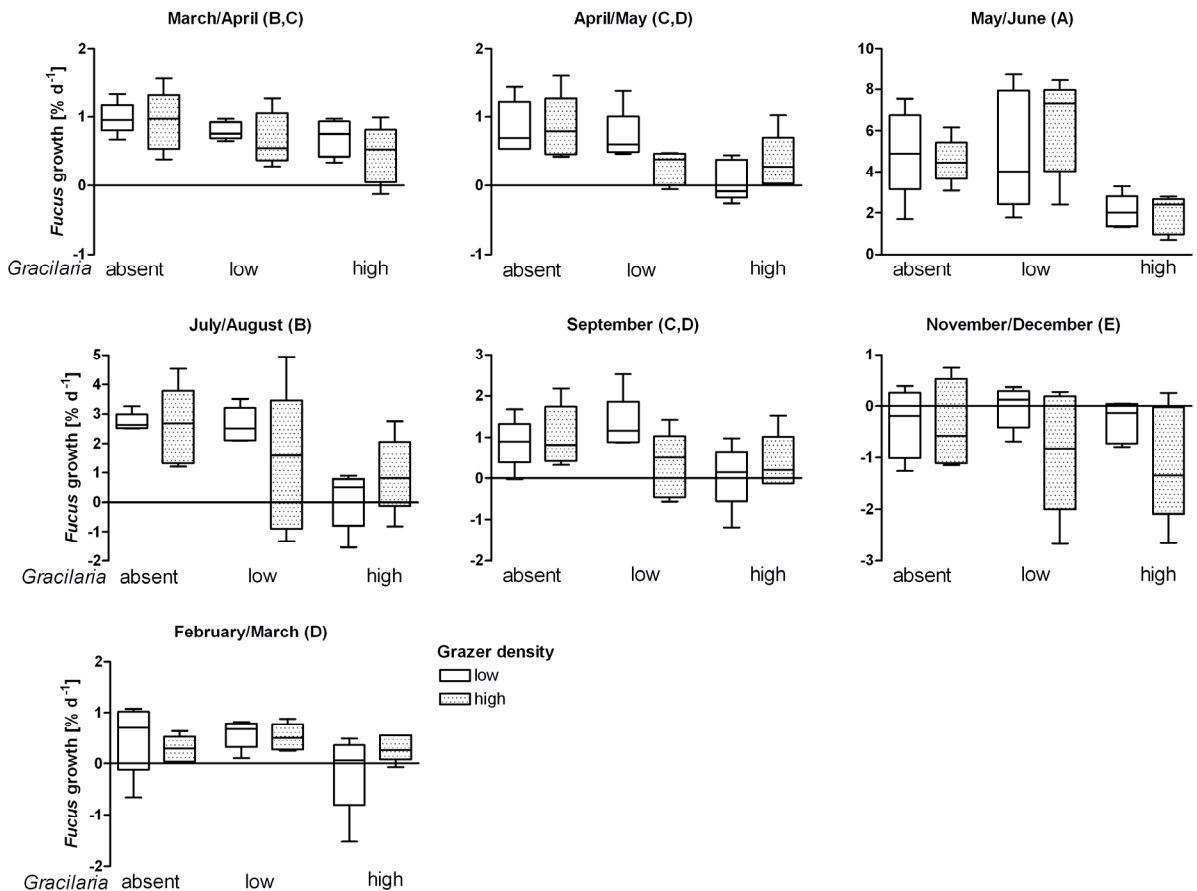 March/April (B,C)
April/May (C,D)
May/June (A)
Fucus growth [% d⁻¹]
2
1
0
-1
2
1
0
-1
10
8
6
4
2
0
Gracilaria absent low high
absent low high
absent low high
July/August (B)
September (C,D)
November/December (E)
Fucus growth [% d⁻¹]
5
4
3
2
1
0
-1
-2
3
2
1
0
-1
-2
1
0
-1
-2
-3
Gracilaria absent low high
absent low high
absent low high
February/March (D)
Fucus growth [% d⁻¹]
2
1
0
-1
-2
Gracilaria absent low high
Grazer density
low
high